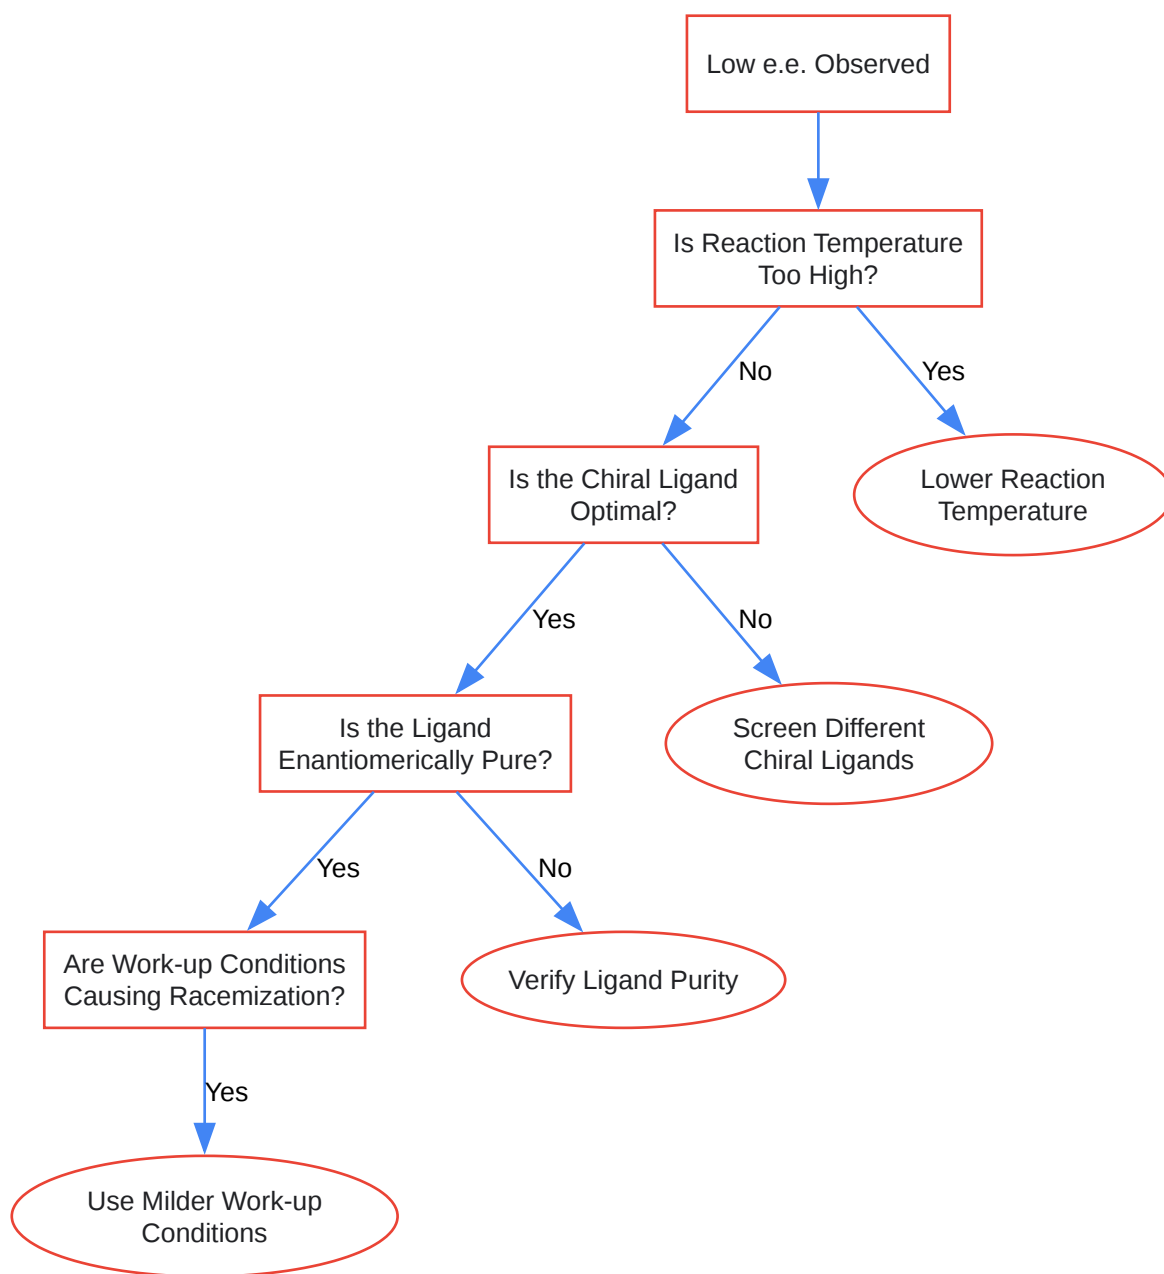 Low e.e. Observed
Is Reaction Temperature
Too High?
No
Yes
Is the Chiral Ligand
Optimal?
Lower Reaction
Temperature
Yes
No
Is the Ligand
Enantiomerically Pure?
Screen Different
Chiral Ligands
Yes
No
Are Work-up Conditions
Causing Racemization?
Verify Ligand Purity
Yes
Use Milder Work-up
Conditions